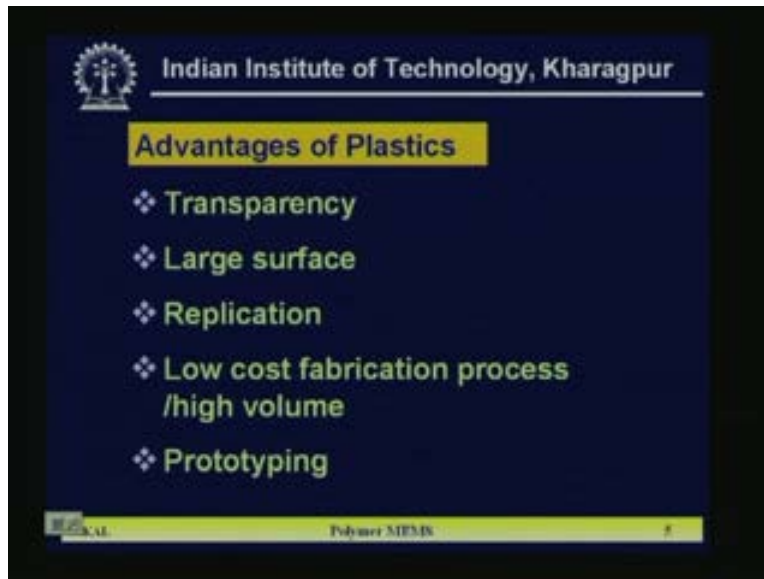 Indian Institute of Technology, Kharagpur
Advantages of Plastics
❖ Transparency
❖ Large surface
❖ Replication
❖ Low cost fabrication process
/high volume
❖ Prototyping
KAL Polymer MEMS 5